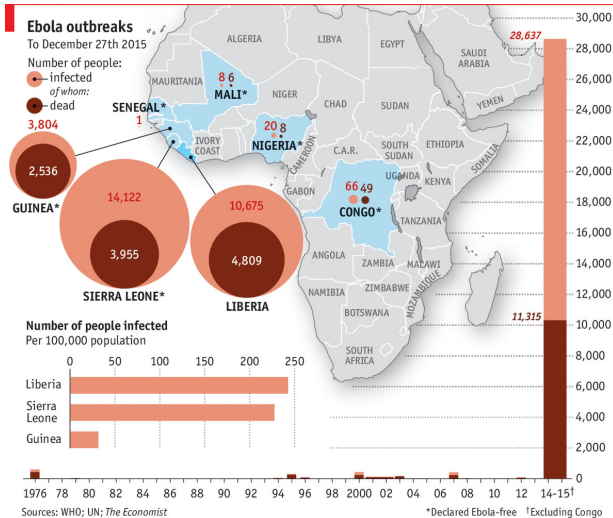 Ebola outbreaks
To December 27th 2015
Number of people:
infected
of whom:
dead
ALGERIA
LIBYA
EGYPT
SAUDI
ARABIA
MAURITANIA
8 6
MALI*
NIGER
CHAD
SUDAN
YEMEN
SENEGAL*
1
20 8
NIGERIA*
IVORY
COAST
CAMEROON
C.A.R.
SOUTH
SUDAN
ETHIOPIA
SOMALIA
UGANDA
KENYA
GABON
66 49
CONGO*
TANZANIA
ANGOLA
ZAMBIA
MALAWI
MOZAMBIQUE
NAMIBIA
ZIMBABWE
BOTSWANA
SOUTH
AFRICA
3,804
2,536
GUINEA*
14,122
3,955
SIERRA LEONE*
10,675
4,809
LIBERIA
28,637
11,315
30,000
28,000
26,000
24,000
22,000
20,000
18,000
16,000
14,000
12,000
10,000
8,000
6,000
4,000
2,000
0
Number of people infected
Per 100,000 population
0 50 100 150 200 250
Liberia
Sierra
Leone
Guinea
1976 78 80 82 84 86 88 90 92 94 96 98 2000 02 04 06 08 10 12 14-15†
Sources: WHO; UN; The Economist
*Declared Ebola-free †Excluding Congo